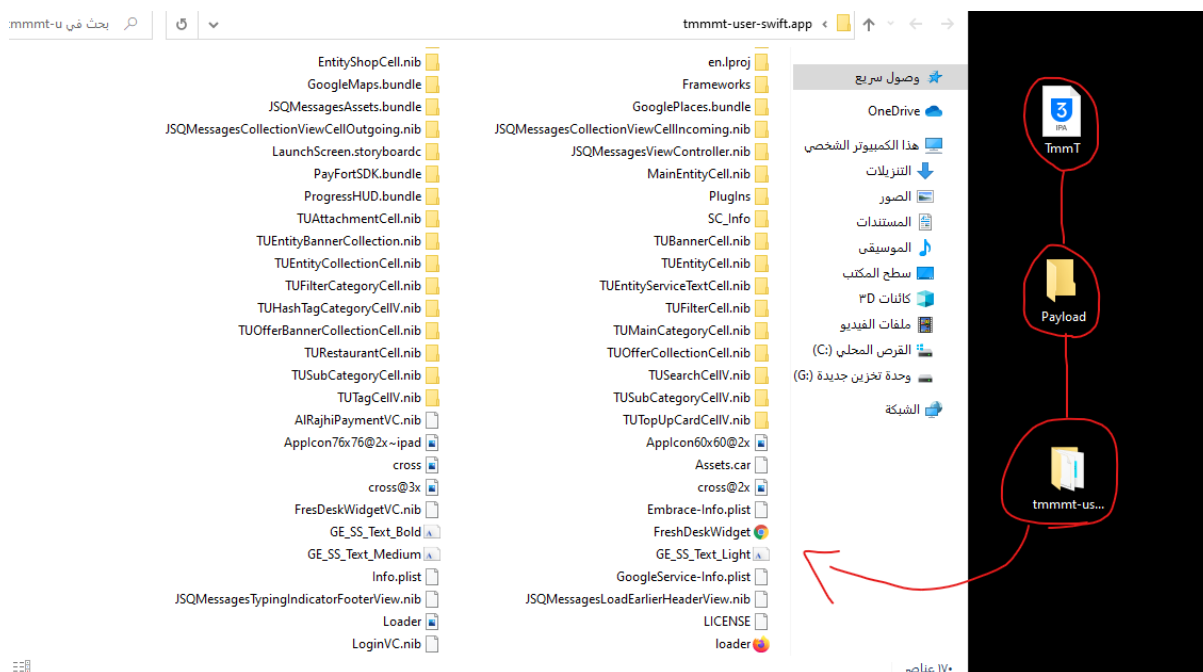 بحث في tmmmt-u
tmmmt-user-swift.app
en.lproj
EntityShopCell.nib
Frameworks
GoogleMaps.bundle
GooglePlaces.bundle
JSQMessagesAssets.bundle
JSQMessagesCollectionViewCellIncoming.nib
JSQMessagesCollectionViewCellOutgoing.nib
JSQMessagesViewController.nib
LaunchScreen.storyboardc
MainEntityCell.nib
PayFortSDK.bundle
PlugIns
ProgressHUD.bundle
SC_Info
TUAttachmentCell.nib
TUBannerCell.nib
TUEntityBannerCollection.nib
TUEntityCell.nib
TUEntityCollectionCell.nib
TUEntityServiceTextCell.nib
TUFilterCategoryCell.nib
TUFilterCell.nib
TUHashTagCategoryCellV.nib
TUMainCategoryCell.nib
TUOfferBannerCollectionCell.nib
TUOfferCollectionCell.nib
TURestaurantCell.nib
TUSearchCellV.nib
TUSubCategoryCell.nib
TUSubCategoryCellV.nib
TUTagCellV.nib
TUTopUpCardCellV.nib
AlRajhiPaymentVC.nib
AppIcon60x60@2x
AppIcon76x76@2x~ipad
Assets.car
cross
cross@2x
cross@3x
Embrace-Info.plist
FresDeskWidgetVC.nib
FreshDeskWidget
GE_SS_Text_Bold
GE_SS_Text_Light
GE_SS_Text_Medium
GoogleService-Info.plist
Info.plist
JSQMessagesLoadEarlierHeaderView.nib
JSQMessagesTypingIndicatorFooterView.nib
LICENSE
Loader
loader
LoginVC.nib
وصول سريع
OneDrive
هذا الكمبيوتر الشخصي
التنزيلات
الصور
المستندات
الموسيقى
سطح المكتب
كائنات ٣D
ملفات الفيديو
القرص المحلي (C:)
وحدة تخزين جديدة (G:)
الشبكة
١٧٠ عناصر
3
IPA
TmmT
Payload
tmmmt-us...